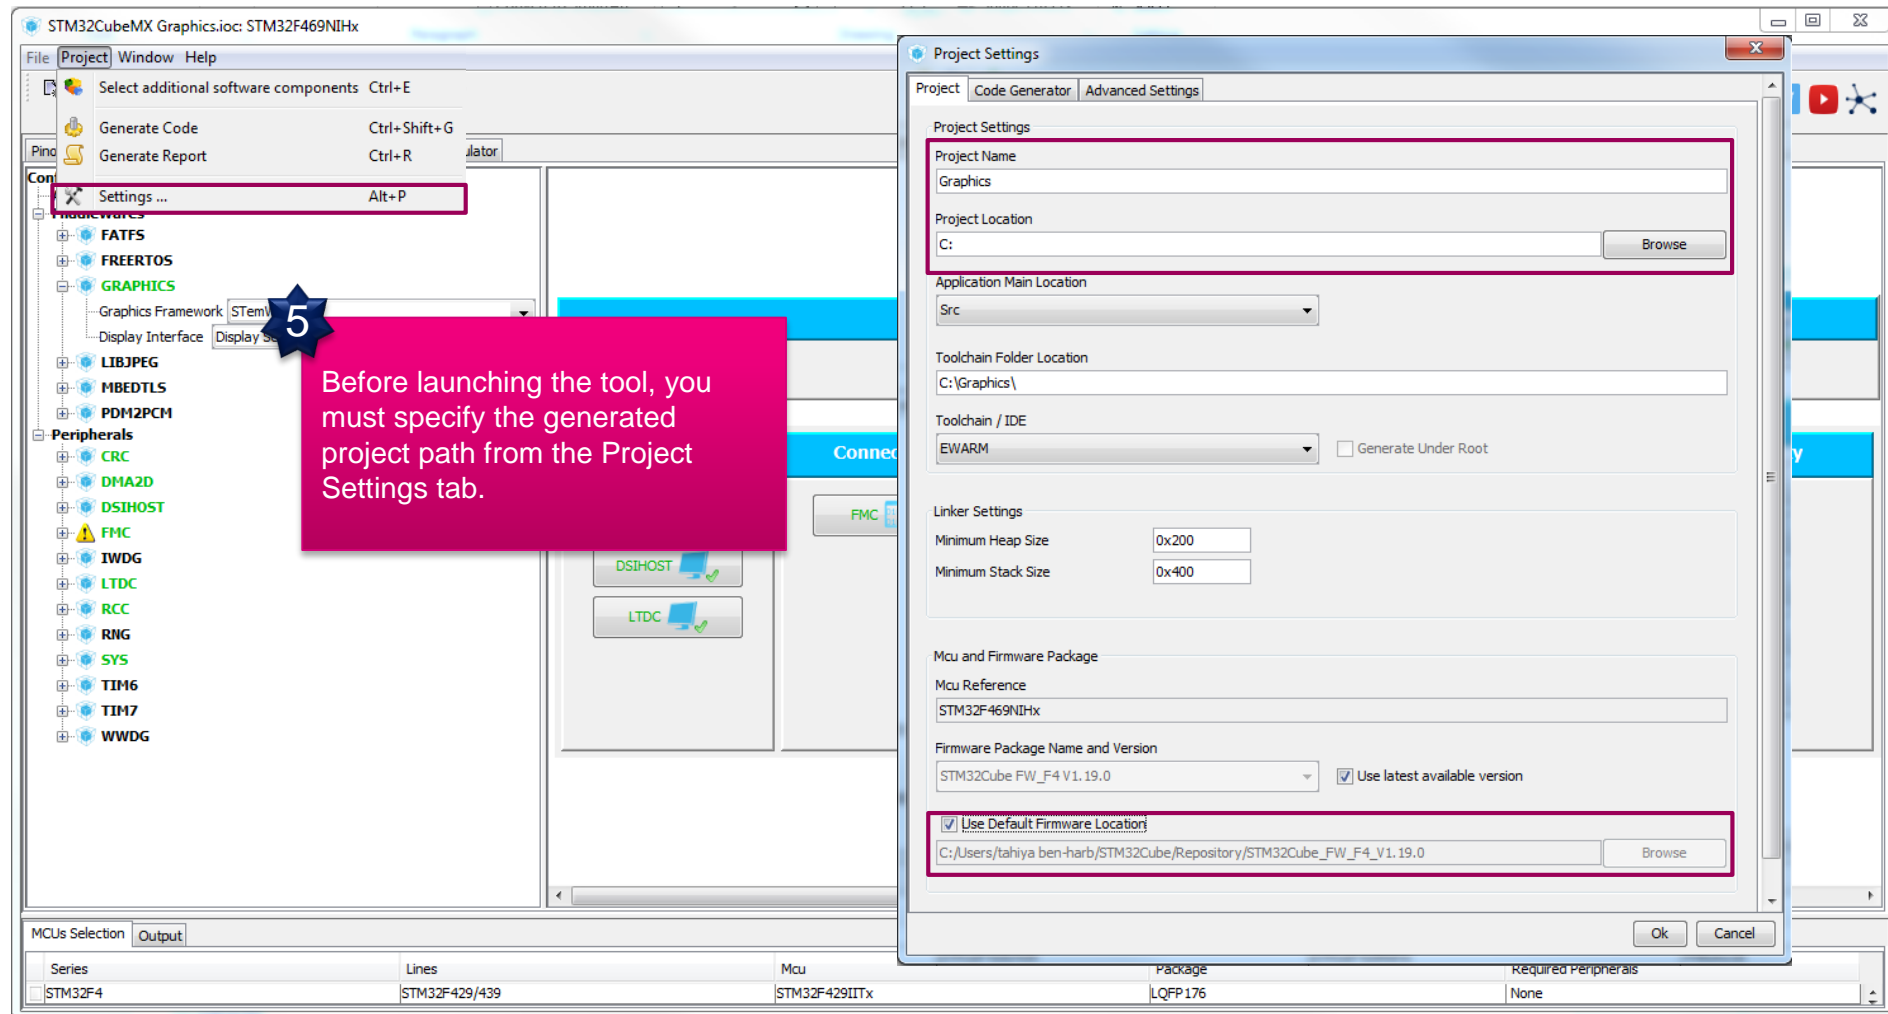 STM32CubeMX Graphics.ioc: STM32F469NIHx
File Project Window Help
Select additional software components Ctrl+E
Generate Code Ctrl+Shift+G
Generate Report Ctrl+R
Settings ... Alt+P
FATFS
FREERTOS
GRAPHICS
Graphics Framework
Display Interface Display
LIBJPEG
MBEDTLS
PDM2PCM
Peripherals
CRC
DMA2D
DSIHOST
FMC
IWDG
LTDC
RCC
RNG
SYS
TIM6
TIM7
WWDG
5
Before launching the tool, you
must specify the generated
project path from the Project
Settings tab.
FMC
DSIHOST
LTDC
Project Settings
Project Code Generator Advanced Settings
Project Settings
Project Name
Graphics
Project Location
C: Browse
Application Main Location
Src
Toolchain Folder Location
C:\Graphics\
Toolchain / IDE
EWARM Generate Under Root
Linker Settings
Minimum Heap Size 0x200
Minimum Stack Size 0x400
Mcu and Firmware Package
Mcu Reference
STM32F469NIHx
Firmware Package Name and Version
STM32Cube FW_F4 V1.19.0 Use latest available version
Use Default Firmware Location
C:/Users/tahiya ben-harb/STM32Cube/Repository/STM32Cube_FW_F4_V1.19.0 Browse
Ok Cancel
MCUs Selection Output
Series Lines Mcu Package Required Peripherals
STM32F4 STM32F429/439 STM32F429IITx LQFP176 None